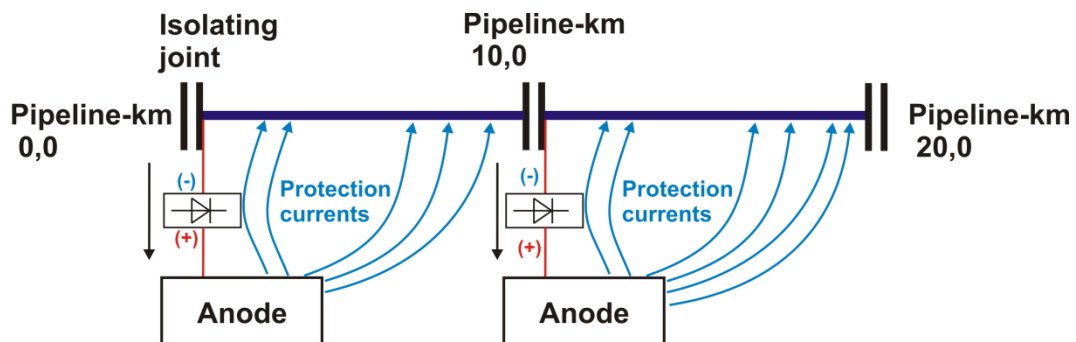 Isolating
joint
Pipeline-km
10,0
Pipeline-km
0,0
Pipeline-km
20,0
(-)
Protection
currents
(+)
(-)
Protection
currents
(+)
Anode
Anode